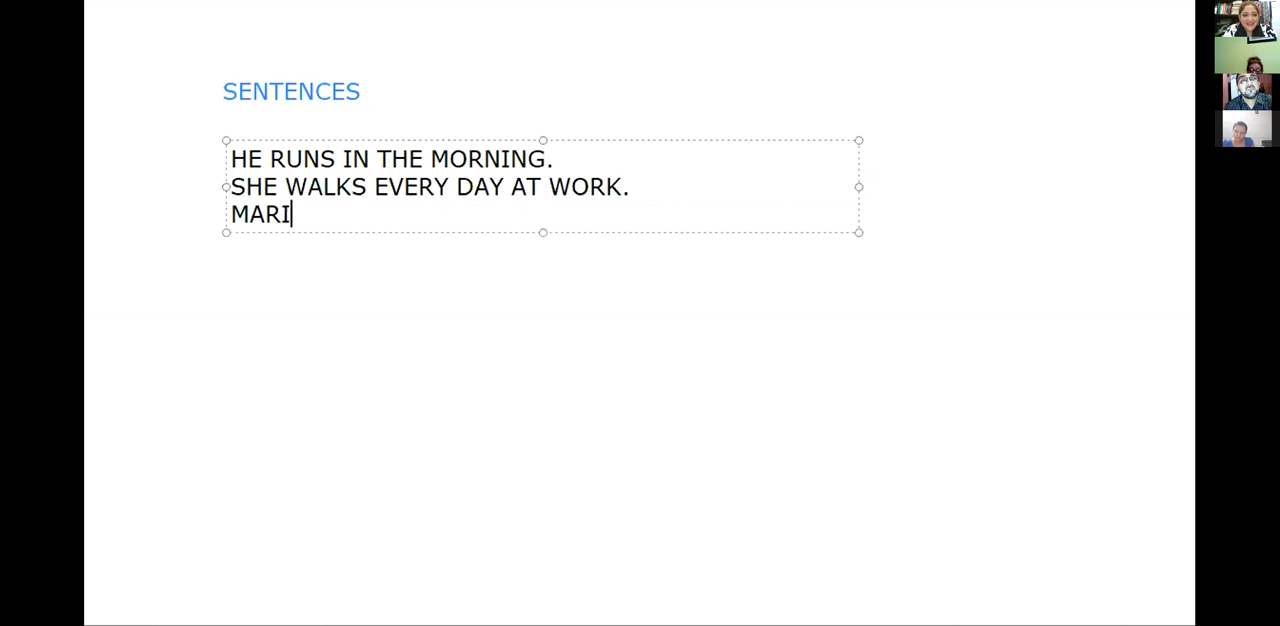 SENTENCES
HE RUNS IN THE MORNING.
SHE WALKS EVERY DAY AT WORK.
MARI